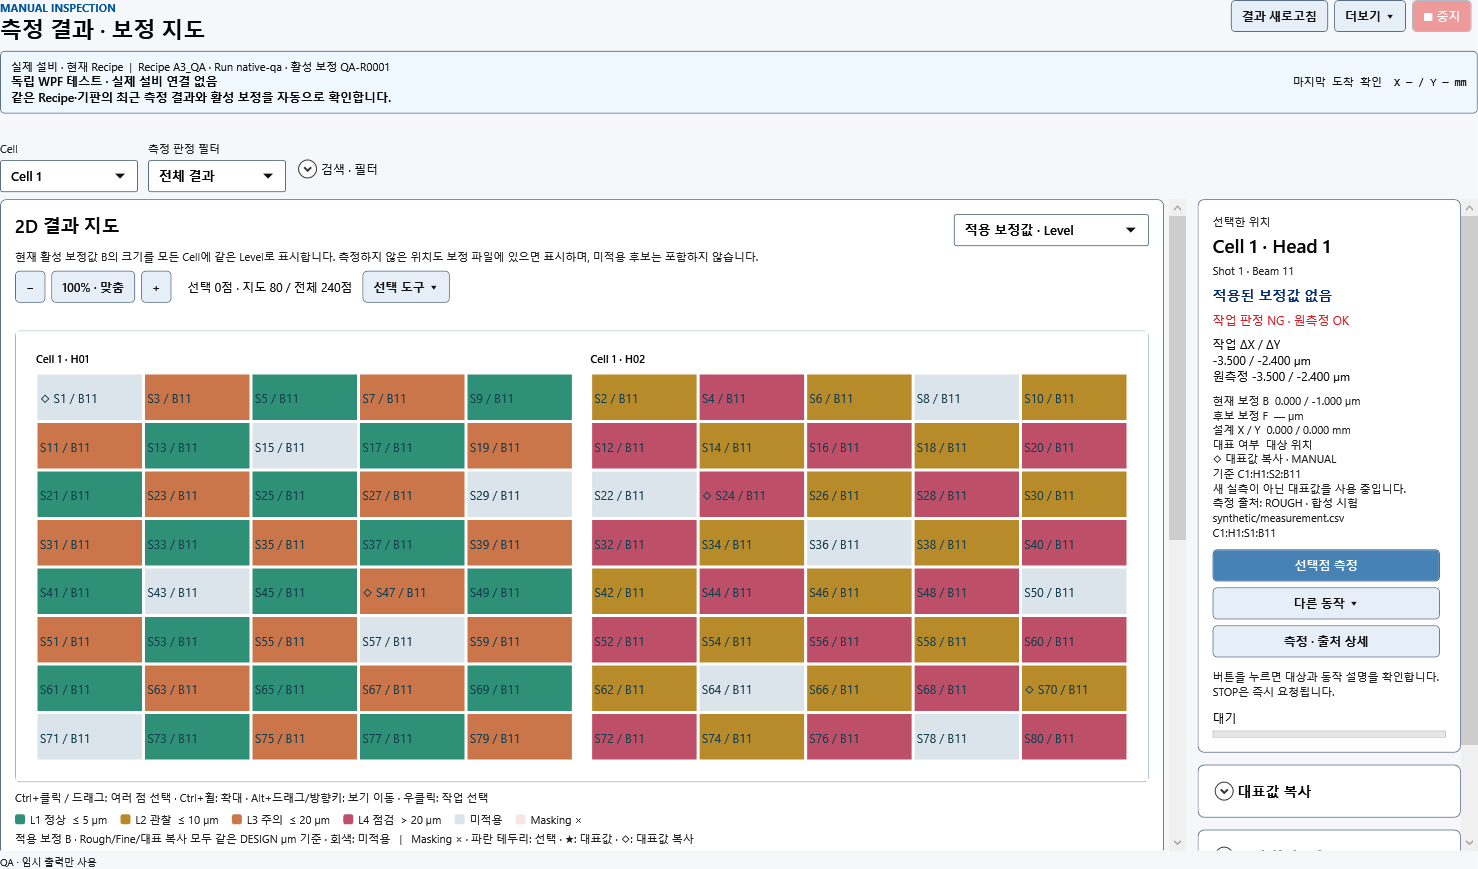 MANUAL INSPECTION
측정 결과 · 보정 지도
결과 새로고침
더보기 ▾
■ 중지
실제 설비 · 현재 Recipe | Recipe A3_QA · Run native-qa · 활성 보정 QA-R0001
독립 WPF 테스트 · 실제 설비 연결 없음
같은 Recipe·기판의 최근 측정 결과와 활성 보정을 자동으로 확인합니다.
마지막 도착 확인 X — / Y — mm
Cell
측정 판정 필터
Cell 1
전체 결과
검색 · 필터
2D 결과 지도
적용 보정값 · Level
현재 활성 보정값 B의 크기를 모든 Cell에 같은 Level로 표시합니다. 측정하지 않은 위치도 보정 파일에 있으면 표시하며, 미적용 후보는 포함하지 않습니다.
−
100% · 맞춤
+
선택 0점 · 지도 80 / 전체 240점
선택 도구 ▾
Cell 1 · H01
◇ S1 / B11 S3 / B11 S5 / B11 S7 / B11 S9 / B11
S11 / B11 S13 / B11 S15 / B11 S17 / B11 S19 / B11
S21 / B11 S23 / B11 S25 / B11 S27 / B11 S29 / B11
S31 / B11 S33 / B11 S35 / B11 S37 / B11 S39 / B11
S41 / B11 S43 / B11 S45 / B11 ◇ S47 / B11 S49 / B11
S51 / B11 S53 / B11 S55 / B11 S57 / B11 S59 / B11
S61 / B11 S63 / B11 S65 / B11 S67 / B11 S69 / B11
S71 / B11 S73 / B11 S75 / B11 S77 / B11 S79 / B11
Cell 1 · H02
S2 / B11 S4 / B11 S6 / B11 S8 / B11 S10 / B11
S12 / B11 S14 / B11 S16 / B11 S18 / B11 S20 / B11
S22 / B11 ◇ S24 / B11 S26 / B11 S28 / B11 S30 / B11
S32 / B11 S34 / B11 S36 / B11 S38 / B11 S40 / B11
S42 / B11 S44 / B11 S46 / B11 S48 / B11 S50 / B11
S52 / B11 S54 / B11 S56 / B11 S58 / B11 S60 / B11
S62 / B11 S64 / B11 S66 / B11 S68 / B11 ◇ S70 / B11
S72 / B11 S74 / B11 S76 / B11 S78 / B11 S80 / B11
Ctrl+클릭 / 드래그: 여러 점 선택 · Ctrl+휠: 확대 · Alt+드래그/방향키: 보기 이동 · 우클릭: 작업 선택
L1 정상 ≤ 5 µm L2 관찰 ≤ 10 µm L3 주의 ≤ 20 µm L4 점검 > 20 µm 미적용 Masking ×
적용 보정 B · Rough/Fine/대표 복사 모두 같은 DESIGN µm 기준 · 회색: 미적용 | Masking × · 파란 테두리: 선택 · ★: 대표값 · ◇: 대표값 복사
선택한 위치
Cell 1 · Head 1
Shot 1 · Beam 11
적용된 보정값 없음
작업 판정 NG · 원측정 OK
작업 ΔX / ΔY
-3.500 / -2.400 µm
원측정 -3.500 / -2.400 µm
현재 보정 B 0.000 / -1.000 µm
후보 보정 F — µm
설계 X / Y 0.000 / 0.000 mm
대표 여부 대상 위치
◇ 대표값 복사 · MANUAL
기준 C1:H1:S2:B11
새 실측이 아닌 대표값을 사용 중입니다.
측정 출처: ROUGH · 합성 시험
synthetic/measurement.csv
C1:H1:S1:B11
선택점 측정
다른 동작 ▾
측정 · 출처 상세
버튼을 누르면 대상과 동작 설명을 확인합니다.
STOP은 즉시 요청됩니다.
대기
대표값 복사
QA · 임시 출력만 사용